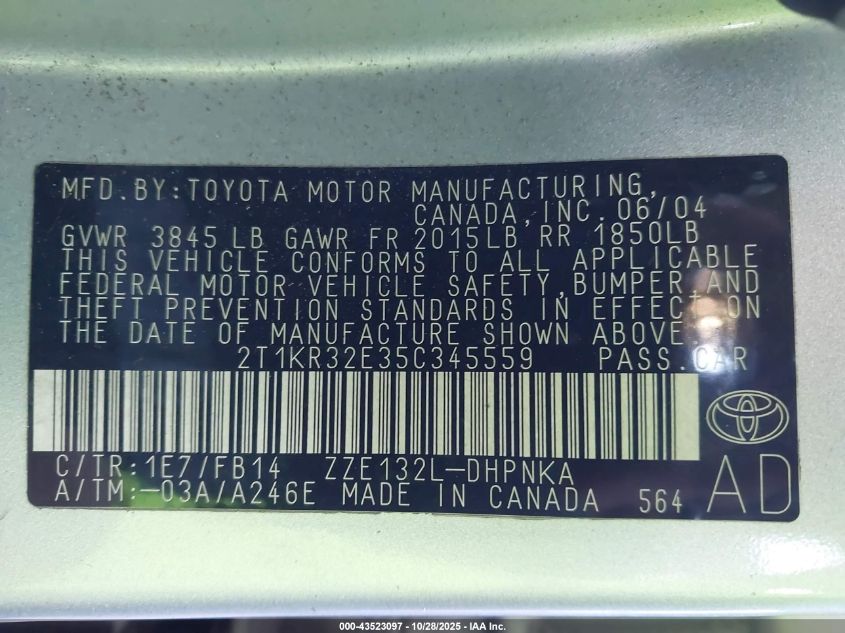 MFD. BY: TOYOTA MOTOR MANUFACTURING,
CANADA, INC. 06/04
GVWR 3845 LB GAWR FR 2015LB RR 1850LB
THIS VEHICLE CONFORMS TO ALL APPLICABLE
FEDERAL MOTOR VEHICLE SAFETY, BUMPER, AND
THEFT PREVENTION STANDARDS IN EFFECT ON
THE DATE OF MANUFACTURE SHOWN ABOVE.
2T1KR32E35C345559 PASS. CAR
C/TR: 1E7/FB14 ZZE132L-DHPNKA
A/TM: -03A/A246E MADE IN CANADA 564 AD
000-43523097 - 10/28/2025 - IAA Inc.